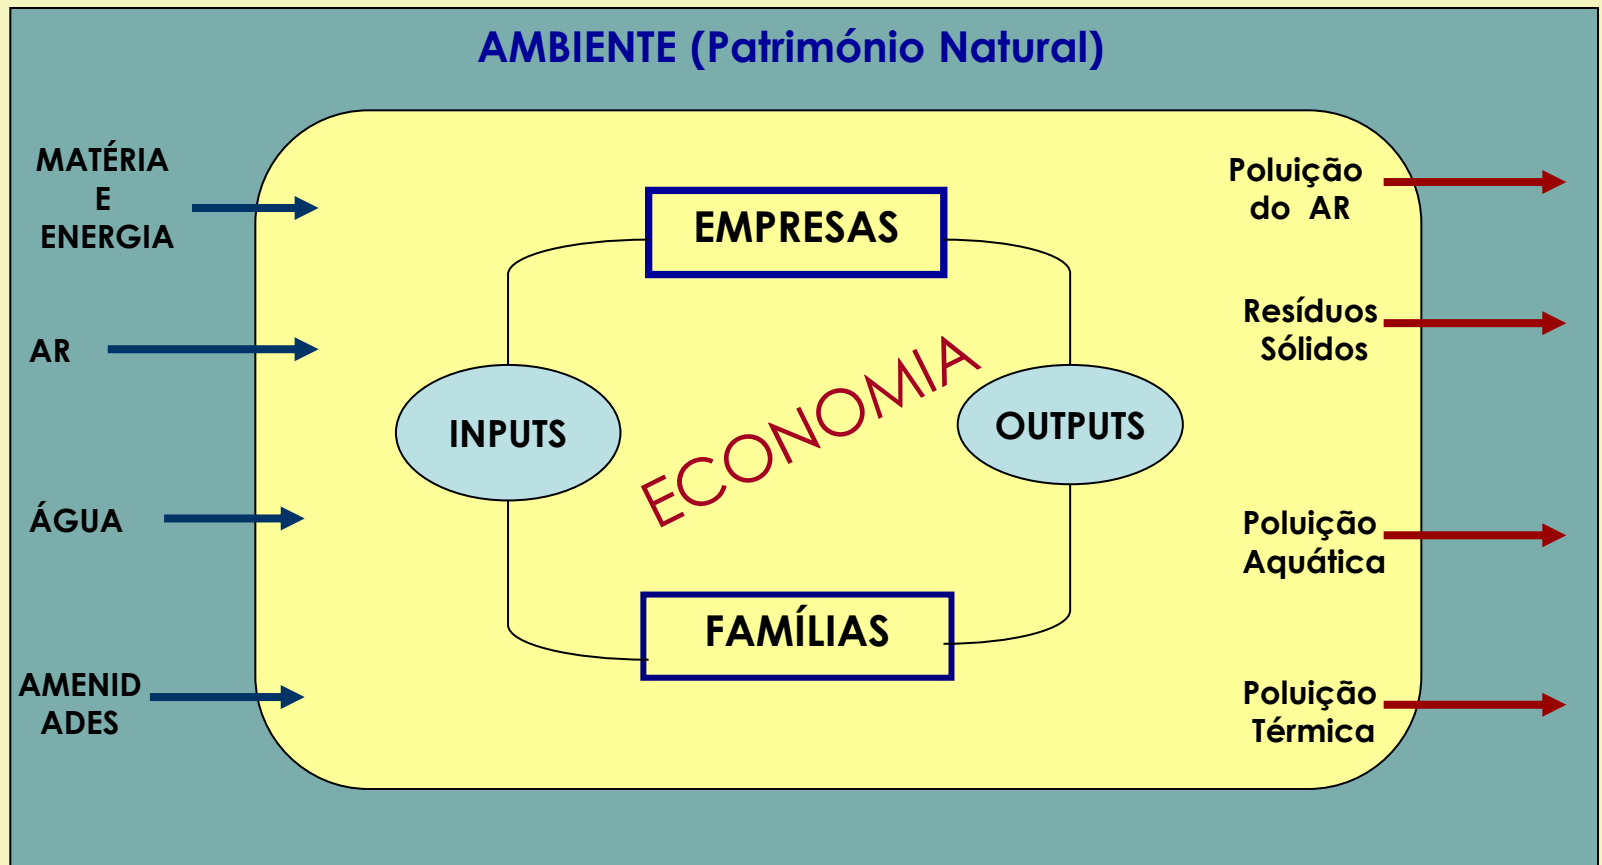 AMBIENTE (Património Natural)
MATÉRIA
E
ENERGIA
AR
ÁGUA
AMENID
ADES
EMPRESAS
INPUTS
ECONOMIA
OUTPUTS
FAMÍLIAS
Poluição
do AR
Resíduos
Sólidos
Poluição
Aquática
Poluição
Térmica